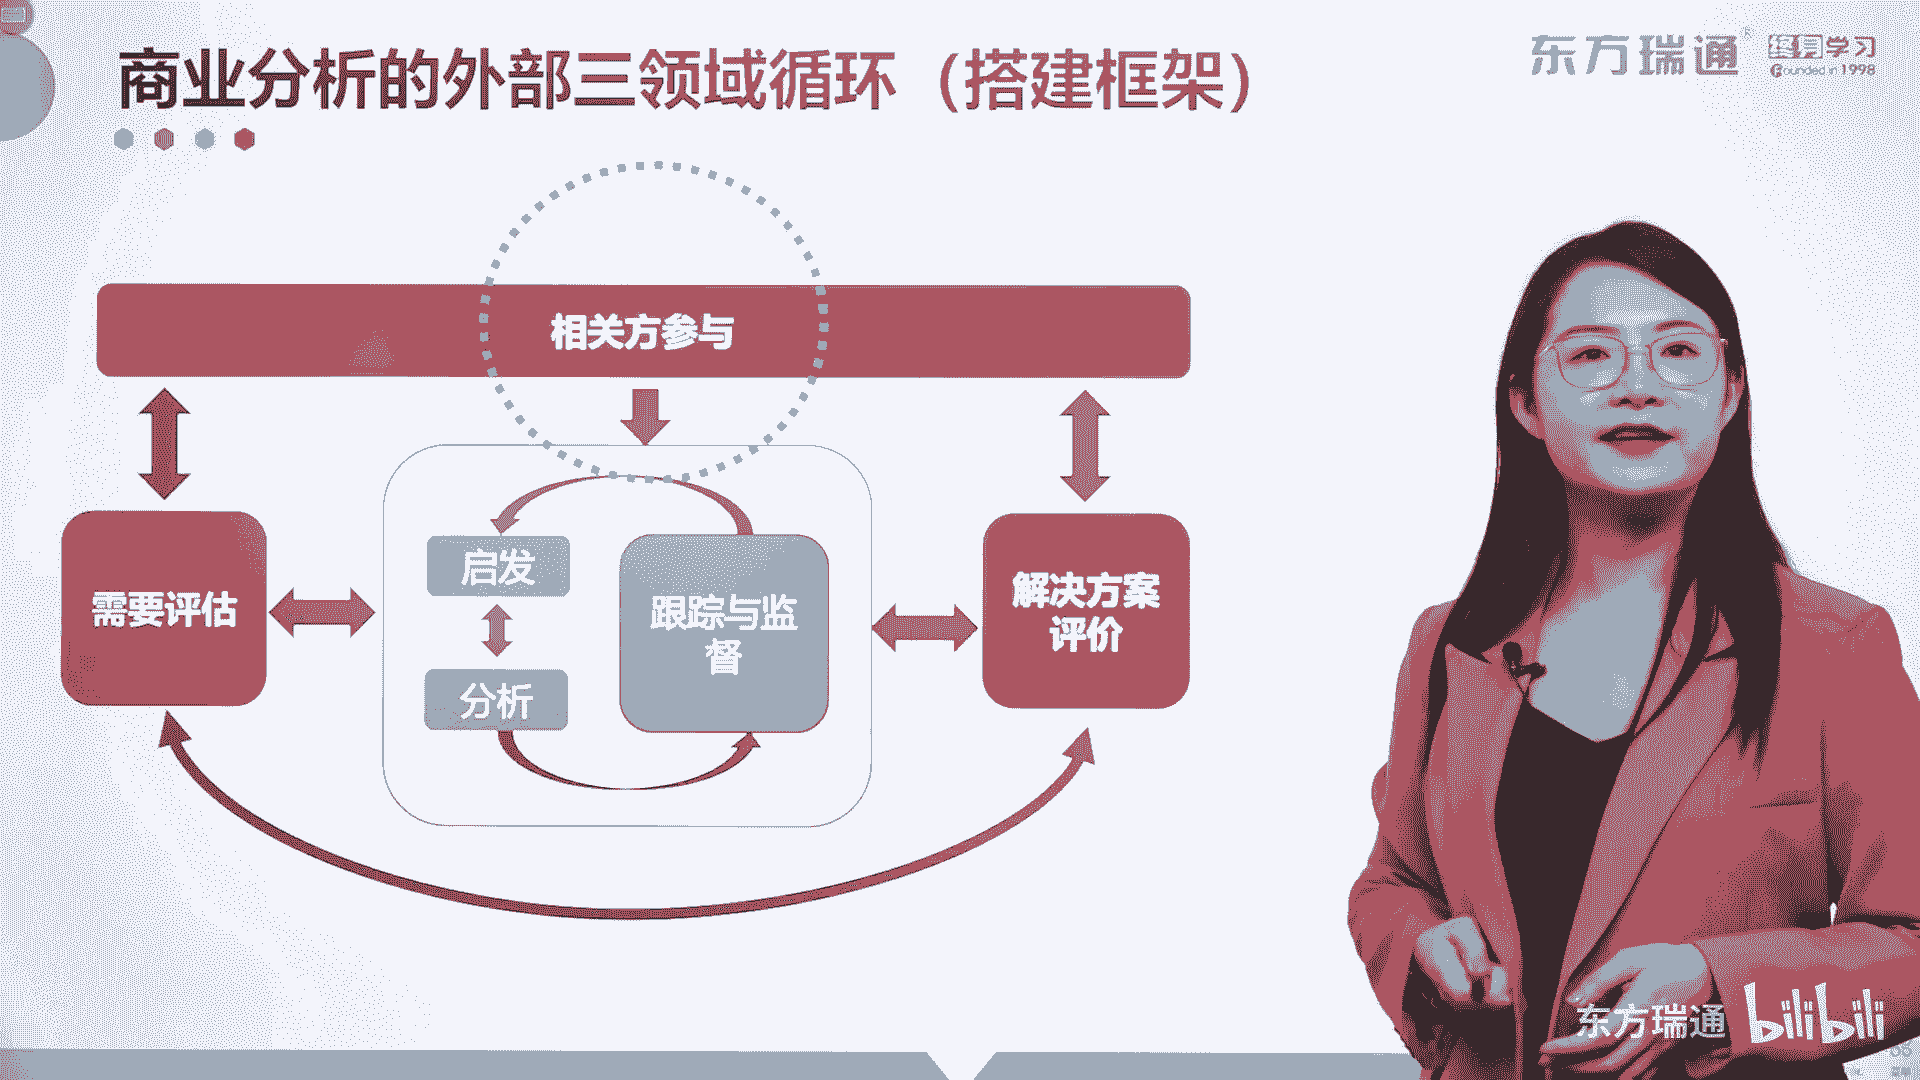 商业分析的外部三领域循环（搭建框架）
东方瑞通®
终身学习
Founded in 1998
相关方参与
需要评估
启发
分析
跟踪与监
督
解决方案
评价
东方瑞通
bilibili